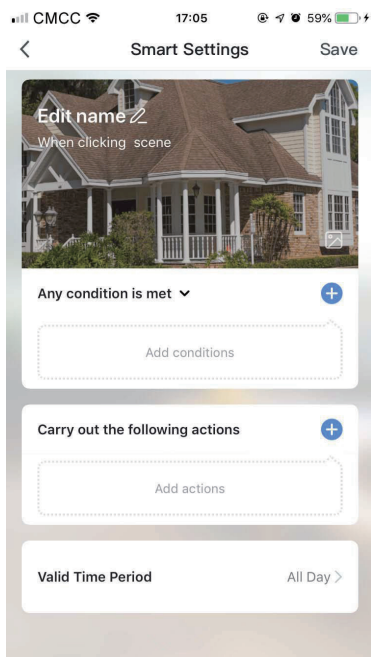 CMCC 17:05 59%
Smart Settings Save
Edit name
When clicking scene
Any condition is met
Add conditions
Carry out the following actions
Add actions
Valid Time Period All Day